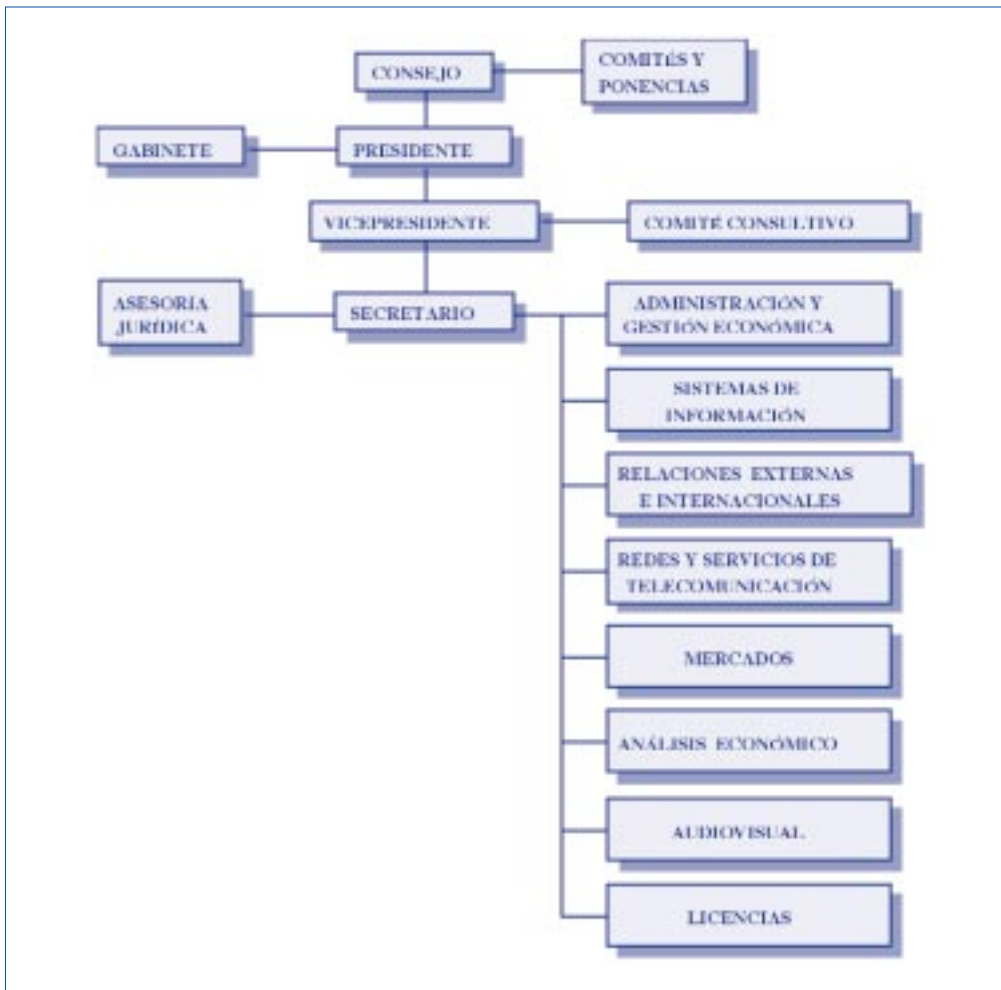 CONSEJO
COMITÉS Y
PONENCIAS
GABINETE
PRESIDENTE
VICEPRESIDENTE
COMITÉ CONSULTIVO
ASESORIA
JURÍDICA
SECRETARIO
ADMINISTRACIÓN Y
GESTIÓN ECONÓMICA
SISTEMAS DE
INFORMACIÓN
RELACIONES EXTERNAS
E INTERNACIONALES
REDES Y SERVICIOS DE
TELECOMUNICACIÓN
MERCADOS
ANÁLISIS ECONÓMICO
AUDIOVISUAL
LICENCIAS